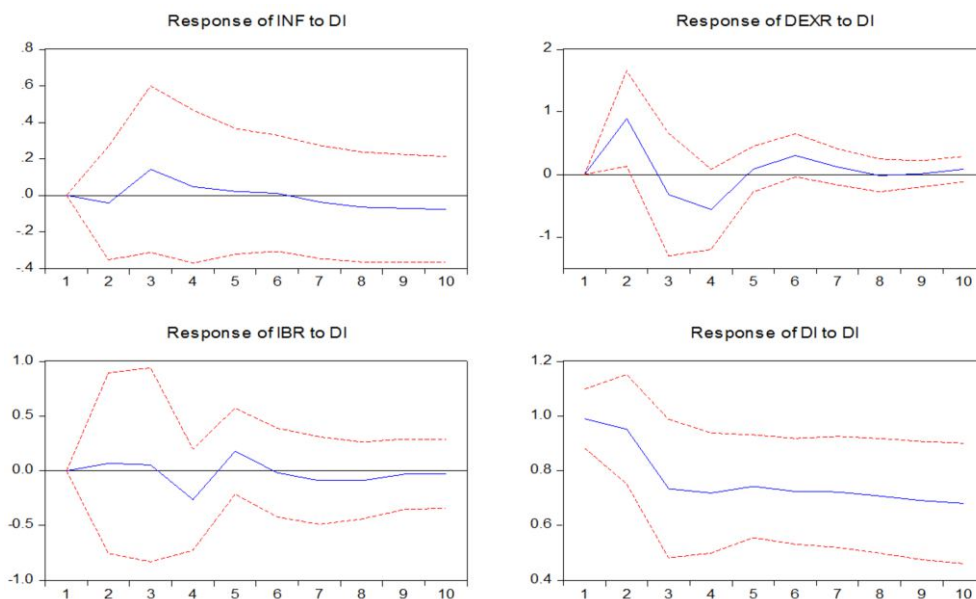 Response of INF to DI
.8
.6
.4
.2
.0
-.2
-.4
1 2 3 4 5 6 7 8 9 10
Response of DEXR to DI
2
1
0
-1
1 2 3 4 5 6 7 8 9 10
Response of IBR to DI
1.0
0.5
0.0
-0.5
-1.0
1 2 3 4 5 6 7 8 9 10
Response of DI to DI
1.2
1.0
0.8
0.6
0.4
1 2 3 4 5 6 7 8 9 10